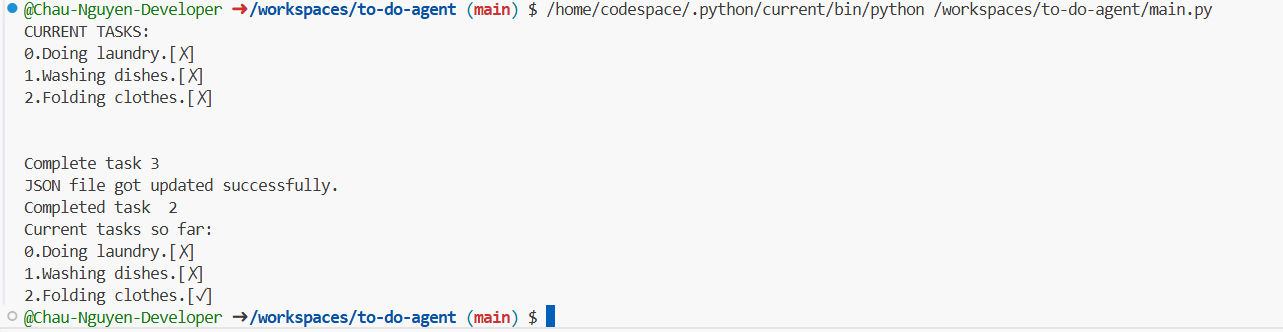 @Chau-Nguyen-Developer ➜/workspaces/to-do-agent (main) $ /home/codespace/.python/current/bin/python /workspaces/to-do-agent/main.py
CURRENT TASKS:
0.Doing laundry.[╳]
1.Washing dishes.[╳]
2.Folding clothes.[╳]
Complete task 3
JSON file got updated successfully.
Completed task  2
Current tasks so far:
0.Doing laundry.[╳]
1.Washing dishes.[╳]
2.Folding clothes.[✓]
@Chau-Nguyen-Developer ➜/workspaces/to-do-agent (main) $